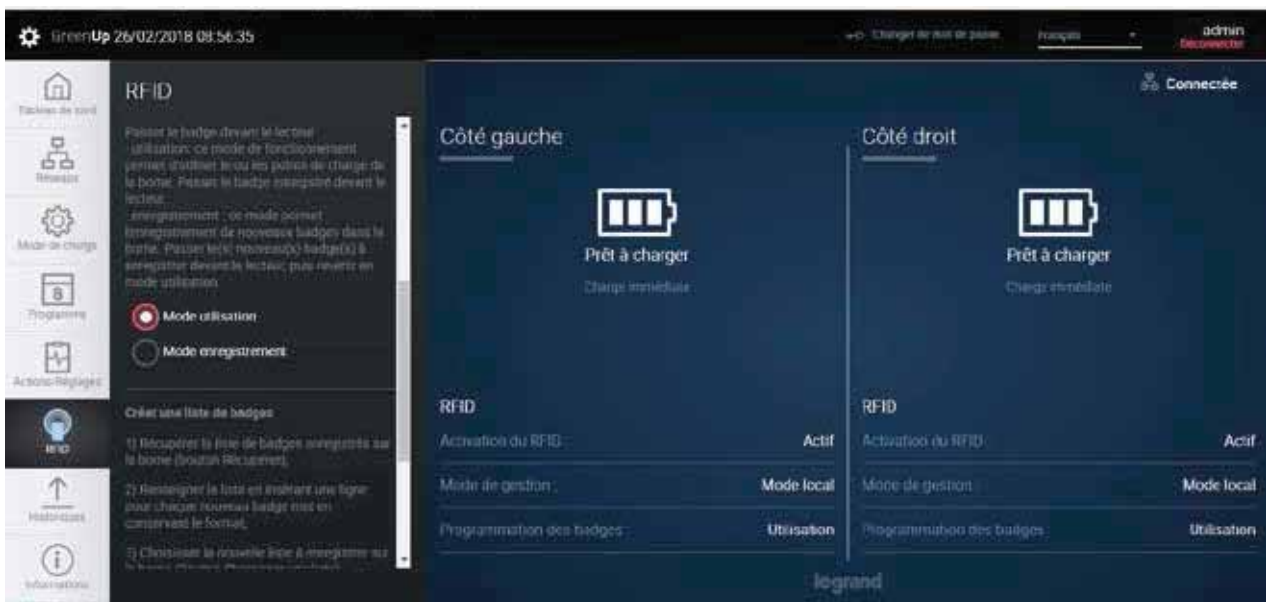 GreenUp 26/02/2018 08:56:35
Changer de mot de passe
Français
admin
Déconnecter
Tableau de bord
Réseaux
Mode de charge
Programme
Actions-Réglages
RFID
Historiques
Informations
RFID
Passer le badge devant le lecteur
utilisation: ce mode de fonctionnement
permet d'utiliser le ou les points de charge de
la borne. Passer le badge enregistré devant le
lecteur.
enregistrement : ce mode permet
l'enregistrement de nouveaux badges dans la
borne. Passer le(s) nouveau(x) badge(s) à
enregistrer devant le lecteur, puis revenir en
mode utilisation
Mode utilisation
Mode enregistrement
Créer une liste de badges
1) Récupérer la liste de badges enregistrés sur
la borne (bouton Récupérer),
2) Renseigner la liste en insérant une ligne
pour chaque nouveau badge tout en
conservant le format,
3) Choisisser la nouvelle liste à enregistrer sur
Connectée
Côté gauche
Prêt à charger
Charge immédiate
RFID
Activation du RFID : Actif
Mode de gestion : Mode local
Programmation des badges : Utilisation
Côté droit
Prêt à charger
Charge immédiate
RFID
Activation du RFID : Actif
Mode de gestion : Mode local
Programmation des badges : Utilisation
legrand